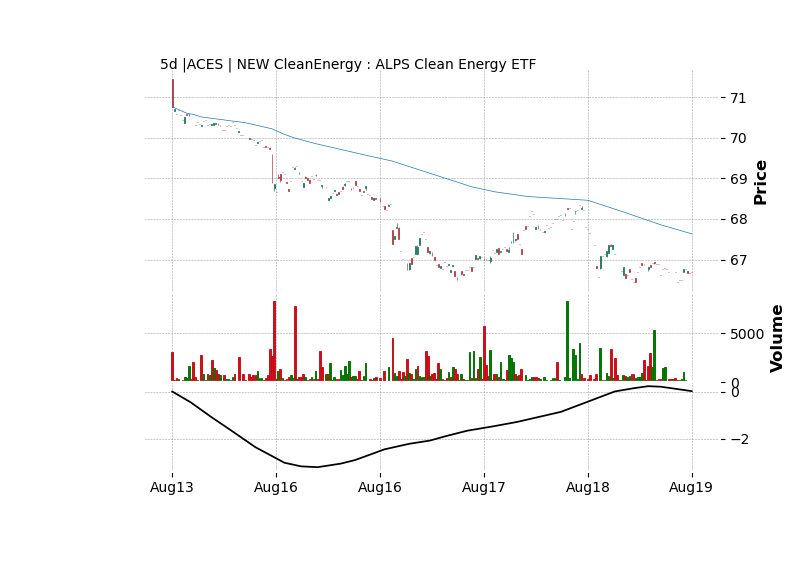 5d |ACES | NEW CleanEnergy : ALPS Clean Energy ETF
71
70
69
68
67
Price
5000
0
Volume
0
−2
Aug13 Aug16 Aug16 Aug17 Aug18 Aug19